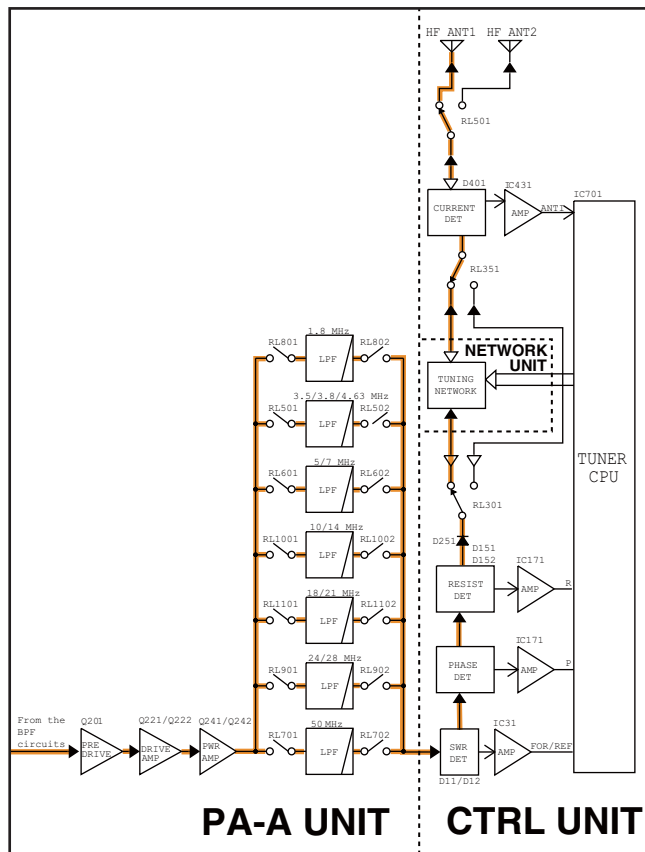 HF ANT1 HF ANT2
RL501
D401 IC431 IC701
CURRENT DET
AMP
ANTI
RL351
1.8 MHz
RL801 LPF RL802
NETWORK UNIT
TUNING NETWORK
3.5/3.8/4.63 MHz
RL501 LPF RL502
TUNER CPU
5/7 MHz
RL601 LPF RL602
RL301
10/14 MHz
RL1001 LPF RL1002
D251 D151
D152
IC171
RESIST DET
AMP
R
18/21 MHz
RL1101 LPF RL1102
IC171
PHASE DET
AMP
P
24/28 MHz
RL901 LPF RL902
From the BPF circuits
Q201 Q221/Q222 Q241/Q242
PRE DRIVE
DRIVE AMP
PWR AMP
50 MHz
RL701 LPF RL702
IC31
SWR DET
AMP
FOR/REF
D11/D12
PA-A UNIT CTRL UNIT